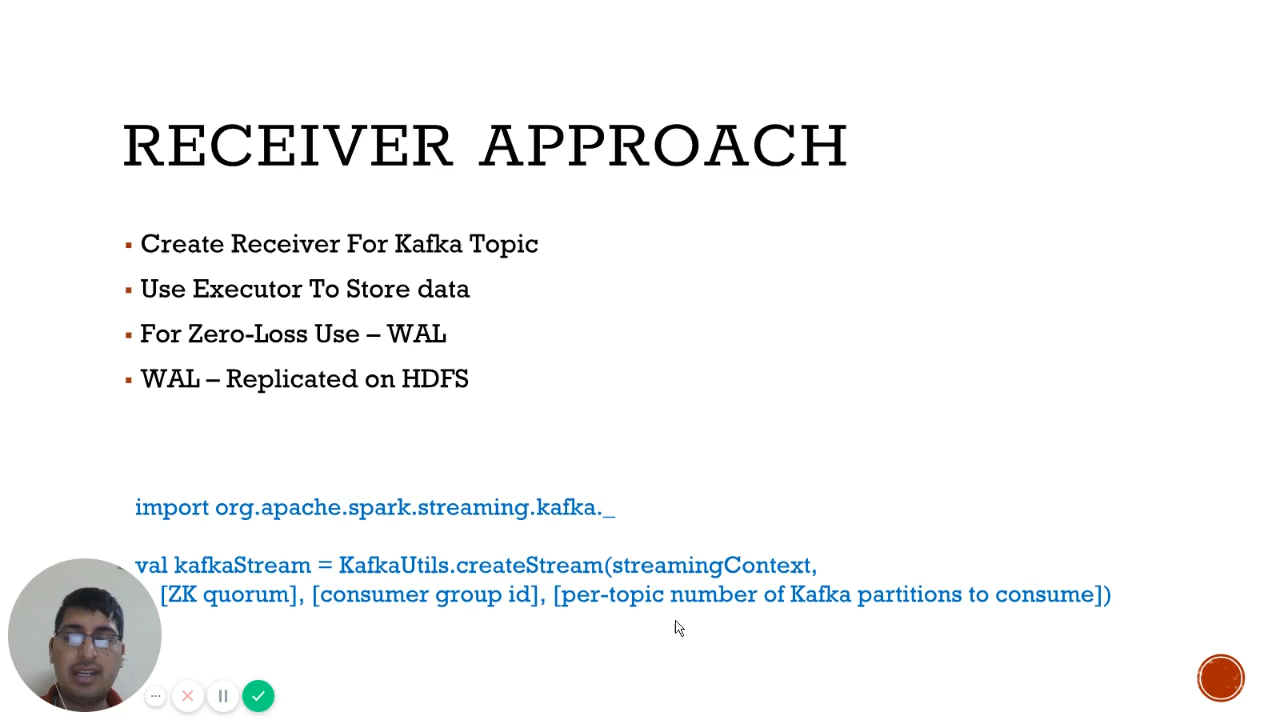 RECEIVER APPROACH
Create Receiver For Kafka Topic
Use Executor To Store data
For Zero-Loss Use – WAL
WAL – Replicated on HDFS
import org.apache.spark.streaming.kafka._
val kafkaStream = KafkaUtils.createStream(streamingContext,
[ZK quorum], [consumer group id], [per-topic number of Kafka partitions to consume])